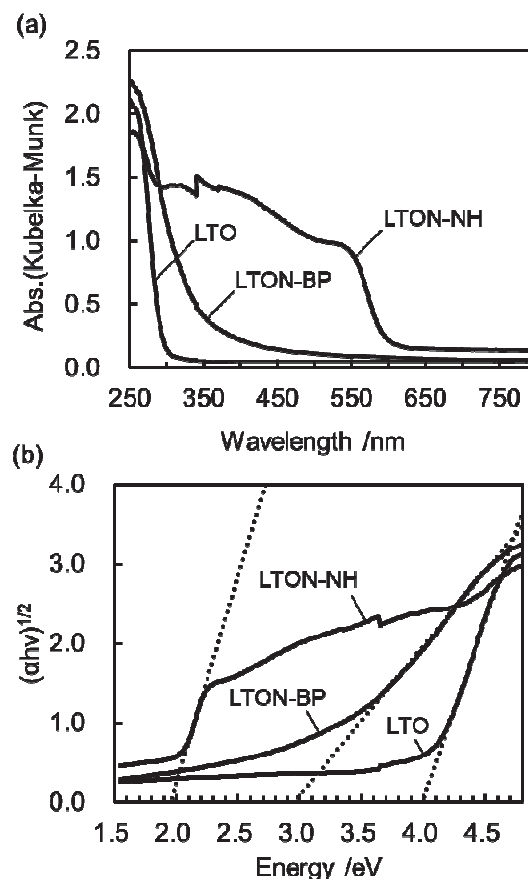 (a)
2.5
2.0
1.5
1.0
0.5
0.0
Abs.(Kubelka-Munk)
LTO
LTON-BP
LTON-NH
250 350 450 550 650 750
Wavelength /nm
(b)
4.0
3.0
2.0
1.0
0.0
(αhν)1/2
LTON-NH
LTON-BP
LTO
1.5 2.0 2.5 3.0 3.5 4.0 4.5
Energy /eV